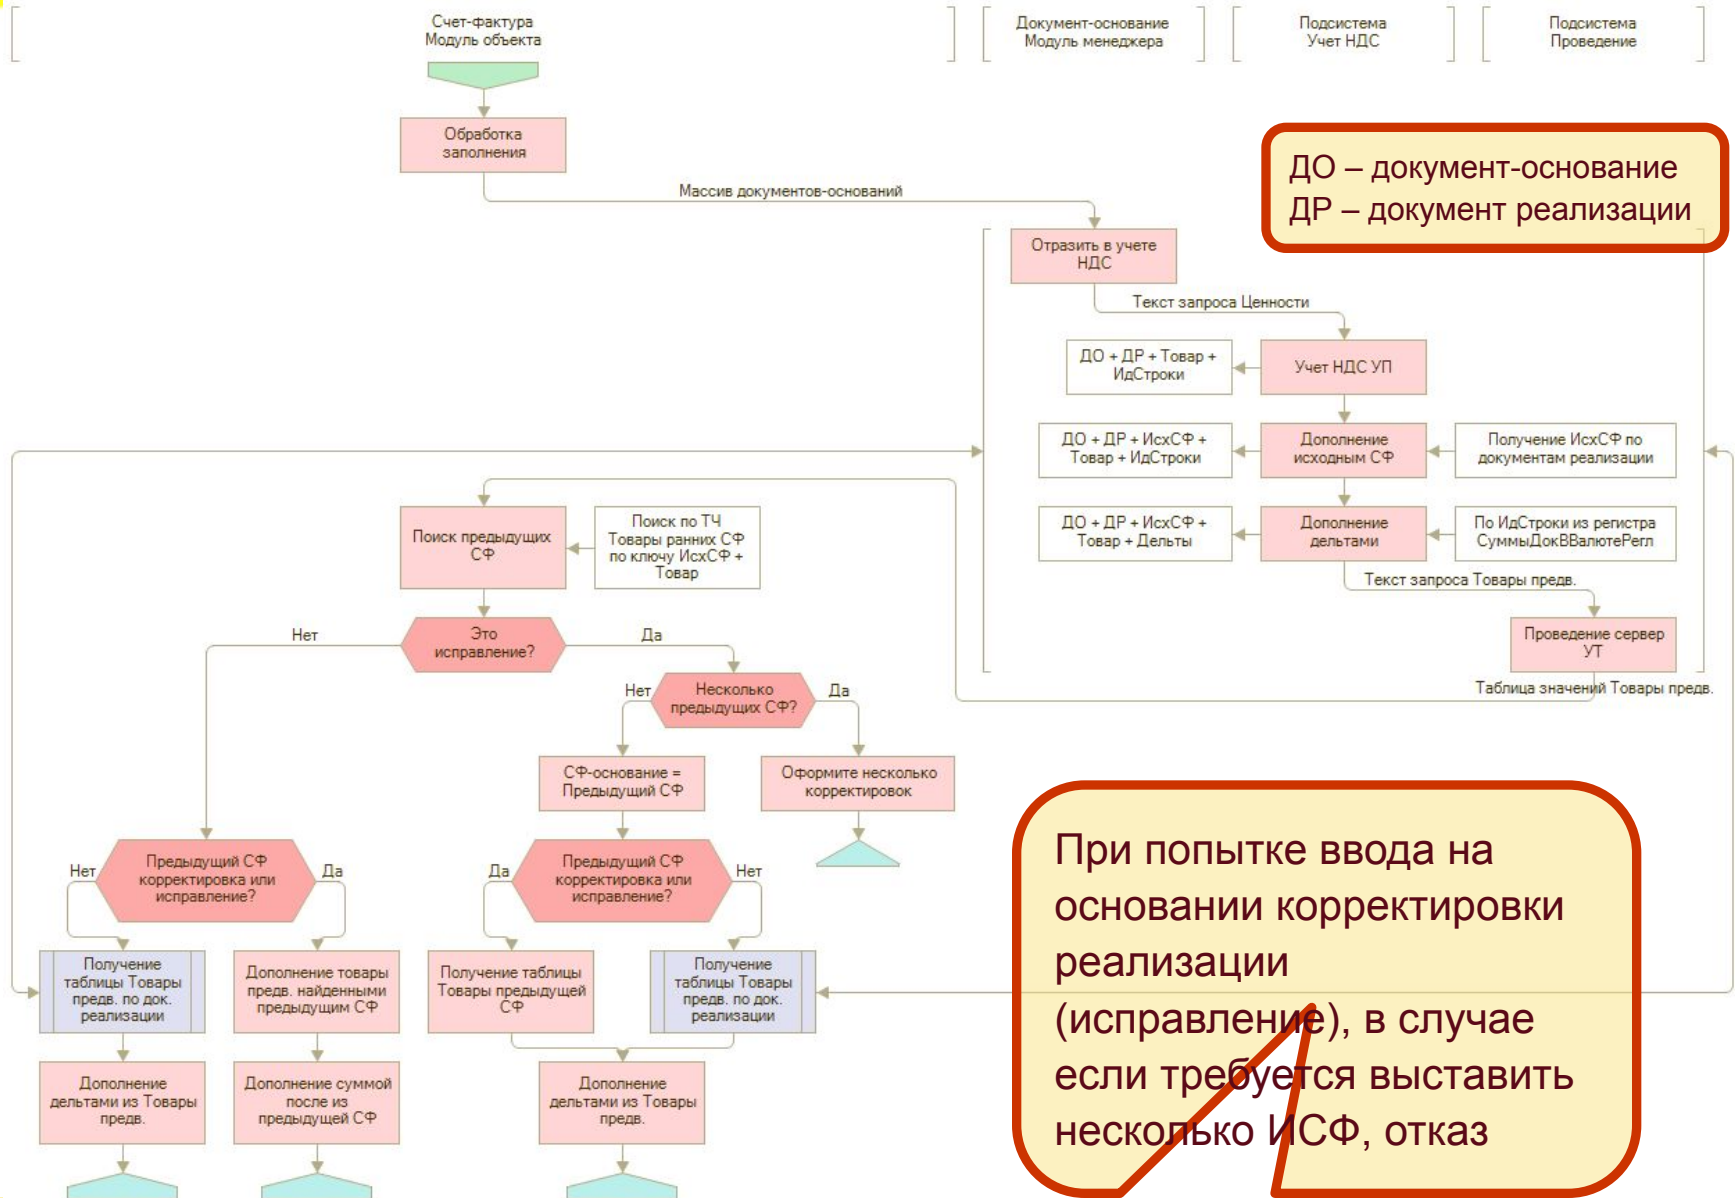 Счет-фактура
Модуль объекта
Документ-основание
Модуль менеджера
Подсистема
Учет НДС
Подсистема
Проведение
Обработка
заполнения
ДО – документ-основание
ДР – документ реализации
Массив документов-оснований
Отразить в учете
НДС
Текст запроса Ценности
ДО + ДР + Товар +
ИдСтроки
Учет НДС УП
ДО + ДР + ИсхСФ +
Товар + ИдСтроки
Дополнение
исходным СФ
Получение ИсхСФ по
документам реализации
ДО + ДР + ИсхСФ +
Товар + Дельты
Дополнение
дельтами
По ИдСтроки из регистра
СуммыДокВВалютеРегл
Текст запроса Товары предв.
Проведение сервер
УТ
Таблица значений Товары предв.
Поиск предыдущих
СФ
Поиск по ТЧ
Товары ранних СФ
по ключу ИсхСФ +
Товар
Нет
Это
исправление?
Да
Нет
Несколько
предыдущих СФ?
Да
СФ-основание =
Предыдущий СФ
Оформите несколько
корректировок
Нет
Предыдущий СФ
корректировка или
исправление?
Да
Да
Предыдущий СФ
корректировка или
исправление?
Нет
Получение
таблицы Товары
предв. по док.
реализации
Дополнение товары
предв. найденными
предыдущим СФ
Получение таблицы
Товары предыдущей
СФ
Получение
таблицы Товары
предв. по док.
реализации
Дополнение
дельтами из Товары
предв.
Дополнение суммой
после из
предыдущей СФ
Дополнение
дельтами из Товары
предв.
При попытке ввода на
основании корректировки
реализации
(исправление), в случае
если требуется выставить
несколько ИСФ, отказ